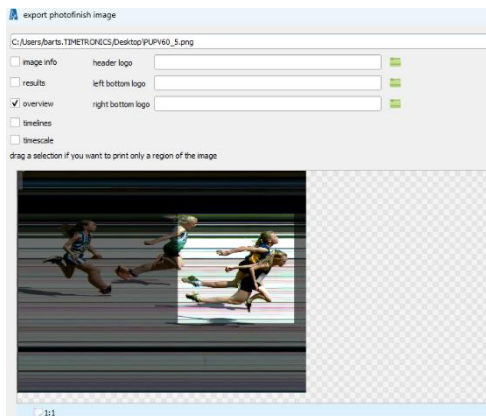 export photofinish image
C:/Users/barts.TIMETRONICS/Desktop/PUPV60_5.png
image info header logo
results left bottom logo
overview right bottom logo
timelines
timescale
drag a selection if you want to print only a region of the image
1:1